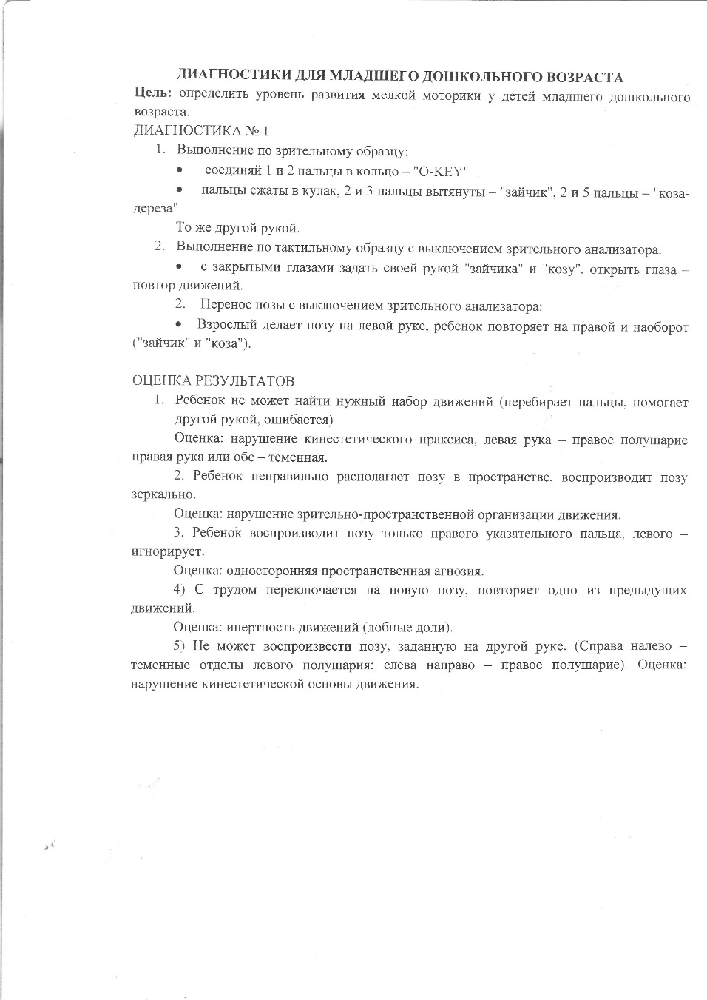 ДИАГНОСТИКИ ДЛЯ МЛАДШЕГО ДОШКОЛЬНОГО ВОЗРАСТА
Цель: определить уровень развития мелкой моторики у детей младшего дошкольного
возраста.
ДИАГНОСТИКА № 1
1. Выполнение по зрительному образцу:
• соединяй 1 и 2 пальцы в кольцо – "O-KEY"
• пальцы сжаты в кулак, 2 и 3 пальцы вытянуты – "зайчик", 2 и 5 пальцы – "коза-
дереза"
То же другой рукой.
2. Выполнение по тактильному образцу с выключением зрительного анализатора.
• с закрытыми глазами задать своей рукой "зайчика" и "козу", открыть глаза –
повтор движений.
2. Перенос позы с выключением зрительного анализатора:
• Взрослый делает позу на левой руке, ребенок повторяет на правой и наоборот
("зайчик" и "коза").
ОЦЕНКА РЕЗУЛЬТАТОВ
1. Ребенок не может найти нужный набор движений (перебирает пальцы, помогает
другой рукой, ошибается)
Оценка: нарушение кинестетического праксиса, левая рука – правое полушарие
правая рука или обе – теменная.
2. Ребенок неправильно располагает позу в пространстве, воспроизводит позу
зеркально.
Оценка: нарушение зрительно-пространственной организации движения.
3. Ребенок воспроизводит позу только правого указательного пальца, левого –
игнорирует.
Оценка: односторонняя пространственная агнозия.
4) С трудом переключается на новую позу, повторяет одно из предыдущих
движений.
Оценка: инертность движений (лобные доли).
5) Не может воспроизвести позу, заданную на другой руке. (Справа налево –
теменные отделы левого полушария; слева направо – правое полушарие). Оценка:
нарушение кинестетической основы движения.